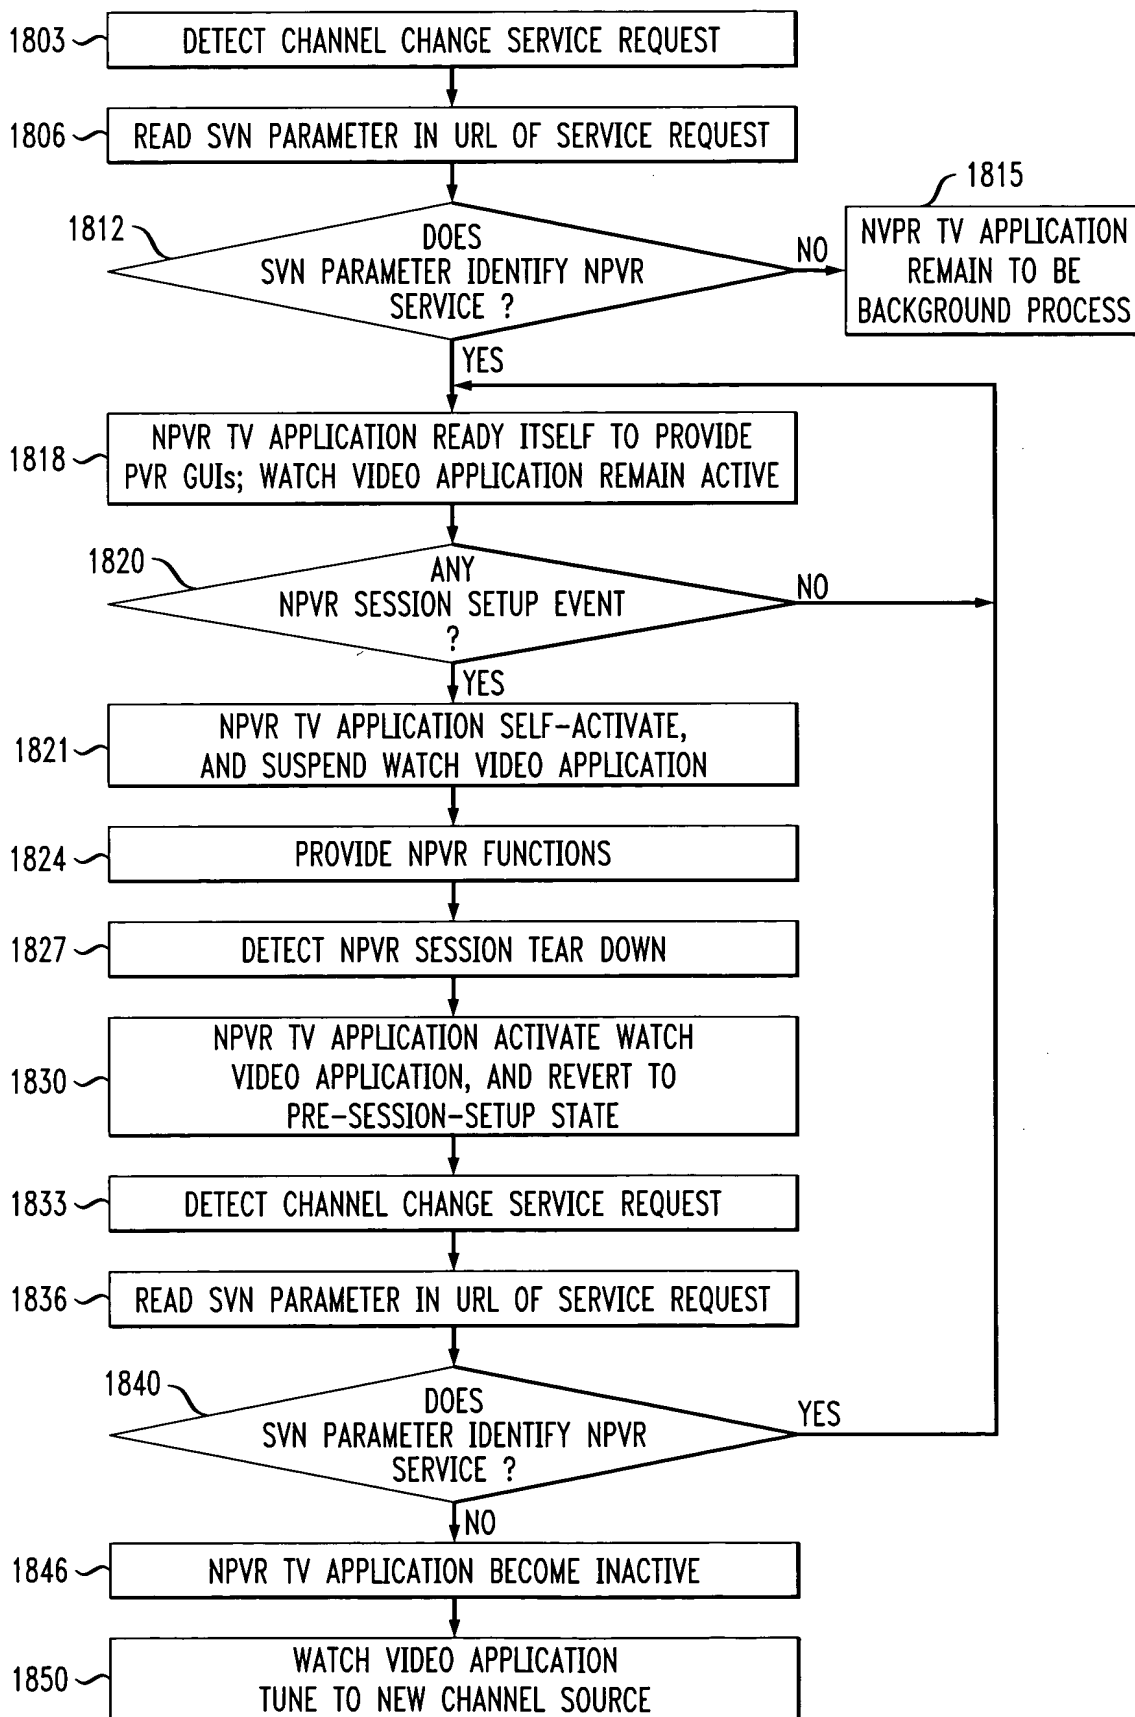 1803
DETECT CHANNEL CHANGE SERVICE REQUEST
1806
READ SVN PARAMETER IN URL OF SERVICE REQUEST
1812
DOES
SVN PARAMETER IDENTIFY NPVR
SERVICE ?
NO
1815
NVPR TV APPLICATION
REMAIN TO BE
BACKGROUND PROCESS
YES
1818
NPVR TV APPLICATION READY ITSELF TO PROVIDE
PVR GUIs; WATCH VIDEO APPLICATION REMAIN ACTIVE
1820
ANY
NPVR SESSION SETUP EVENT
?
NO
YES
1821
NPVR TV APPLICATION SELF-ACTIVATE,
AND SUSPEND WATCH VIDEO APPLICATION
1824
PROVIDE NPVR FUNCTIONS
1827
DETECT NPVR SESSION TEAR DOWN
1830
NPVR TV APPLICATION ACTIVATE WATCH
VIDEO APPLICATION, AND REVERT TO
PRE-SESSION-SETUP STATE
1833
DETECT CHANNEL CHANGE SERVICE REQUEST
1836
READ SVN PARAMETER IN URL OF SERVICE REQUEST
1840
DOES
SVN PARAMETER IDENTIFY NPVR
SERVICE ?
YES
NO
1846
NPVR TV APPLICATION BECOME INACTIVE
1850
WATCH VIDEO APPLICATION
TUNE TO NEW CHANNEL SOURCE